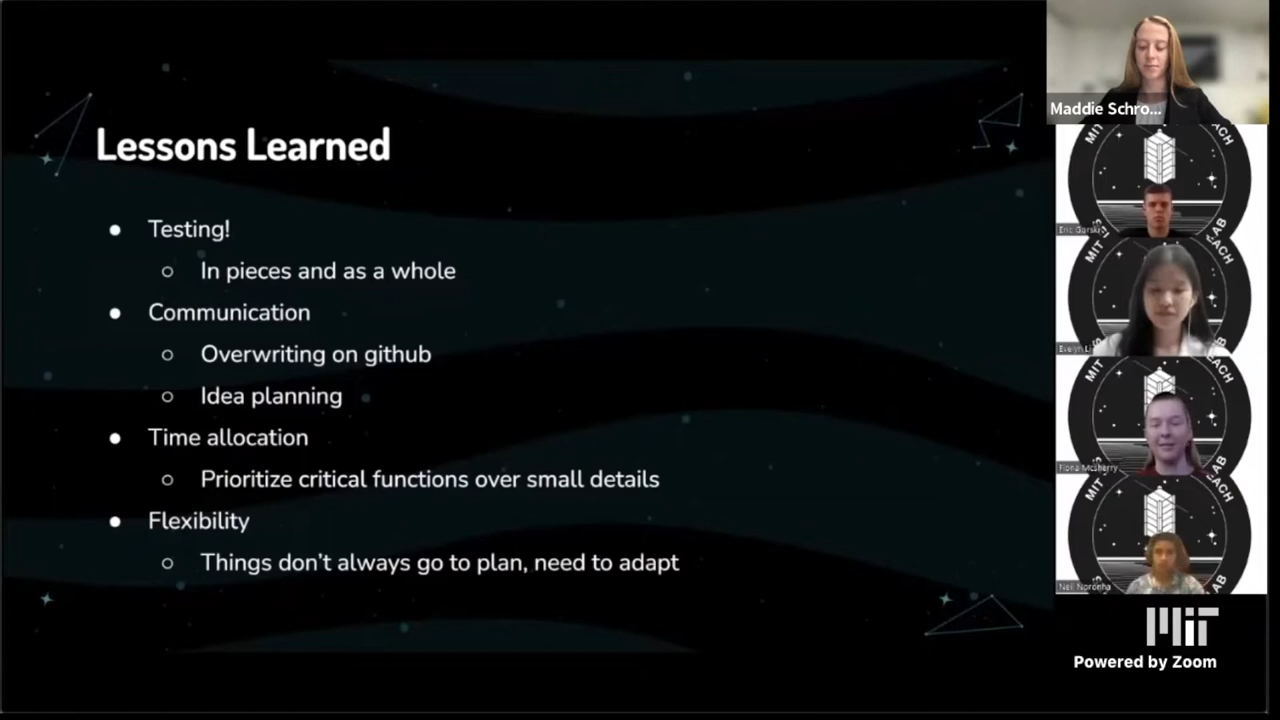 Lessons Learned
● Testing!
○ In pieces and as a whole
● Communication
○ Overwriting on github
○ Idea planning
● Time allocation
○ Prioritize critical functions over small details
● Flexibility
○ Things don't always go to plan, need to adapt
Maddie Schro...
MIT
Fiona Mcsherry
MIT
Neil Noronha
MIT
Powered by Zoom